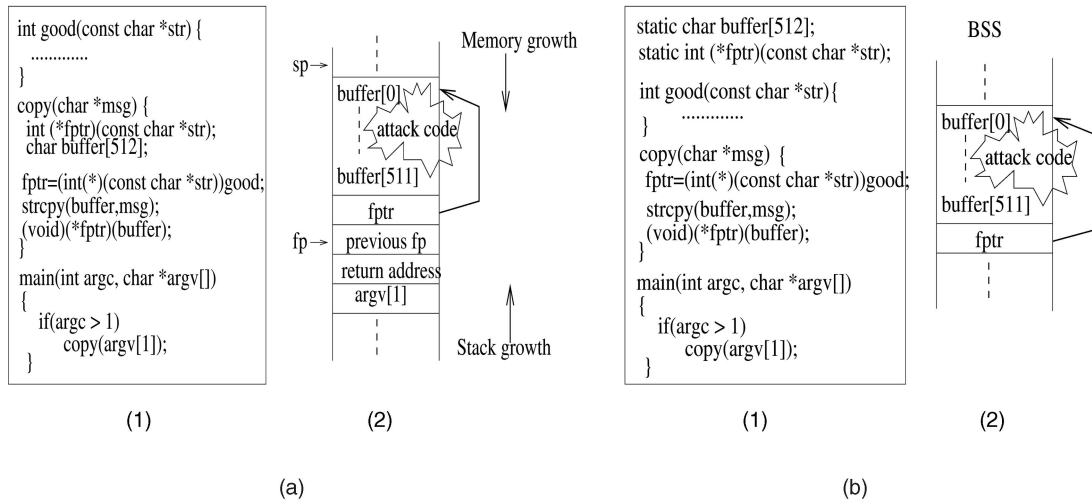 int good(const char *str) {
.............
}
copy(char *msg) {
int (*fptr)(const char *str);
char buffer[512];
fptr=(int(*)(const char *str))good;
strcpy(buffer,msg);
(void)(*fptr)(buffer);
}
main(int argc, char *argv[])
{
if(argc > 1)
copy(argv[1]);
}
(1)
sp
fp
buffer[0]
attack code
buffer[511]
fptr
previous fp
return address
argv[1]
Memory growth
Stack growth
(2)
(a)
static char buffer[512];
static int (*fptr)(const char *str);
int good(const char *str){
.............
}
copy(char *msg) {
fptr=(int(*)(const char *str))good;
strcpy(buffer,msg);
(void)(*fptr)(buffer);
}
main(int argc, char *argv[])
{
if(argc > 1)
copy(argv[1]);
}
(1)
BSS
buffer[0]
attack code
buffer[511]
fptr
(2)
(b)